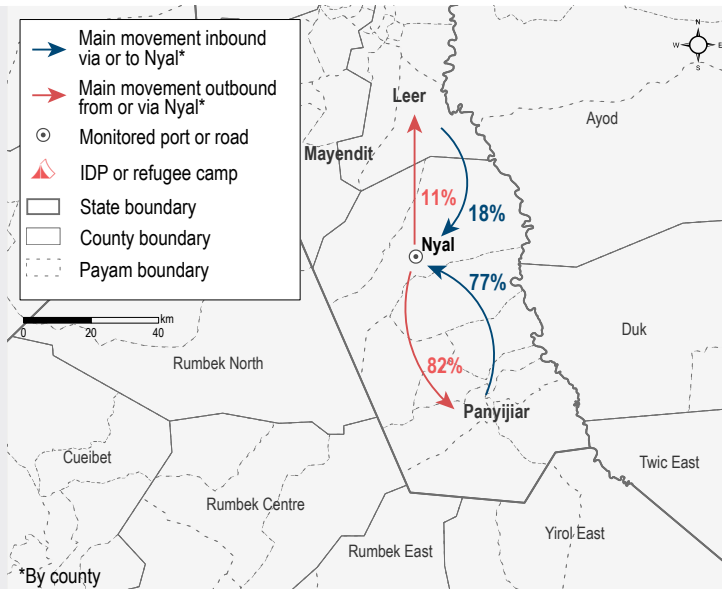 Main movement inbound
via or to Nyal*
Main movement outbound
from or via Nyal*
Monitored port or road
IDP or refugee camp
State boundary
County boundary
Payam boundary
0 20 40 km
N
W E
S
Leer
Ayod
Mayendit
11%
18%
Nyal
77%
Duk
Rumbek North
82%
Panyijiar
Cueibet
Twic East
Rumbek Centre
Yirol East
Rumbek East
*By county